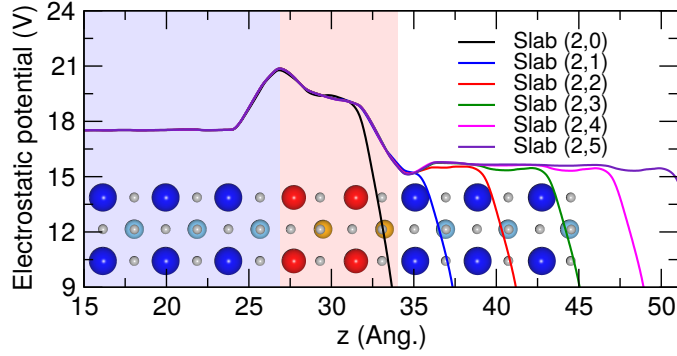 Electrostatic potential (V)
24
21
18
15
12
9
Slab (2,0)
Slab (2,1)
Slab (2,2)
Slab (2,3)
Slab (2,4)
Slab (2,5)
15 20 25 30 35 40 45 50
z (Ang.)